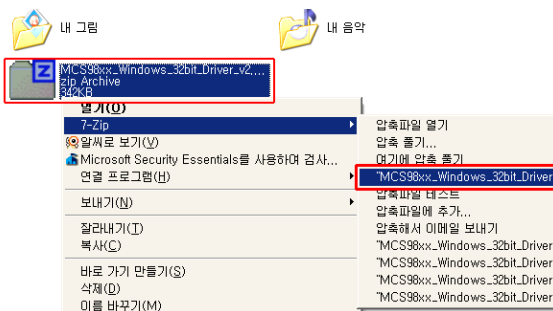 내 그림
내 음악
MCS98xx_Windows_32bit_Driver_v2,...
zip Archive
342KB
열기(O)
7-Zip
알씨로 보기(V)
Microsoft Security Essentials를 사용하여 검사...
연결 프로그램(H)
보내기(N)
잘라내기(T)
복사(C)
바로 가기 만들기(S)
삭제(D)
이름 바꾸기(M)
압축파일 열기
압축 풀기...
여기에 압축 풀기
"MCS98xx_Windows_32bit_Driver
압축파일 테스트
압축파일에 추가...
압축해서 이메일 보내기
"MCS98xx_Windows_32bit_Driver
"MCS98xx_Windows_32bit_Driver
"MCS98xx_Windows_32bit_Driver
"MCS98xx_Windows_32bit_Driver